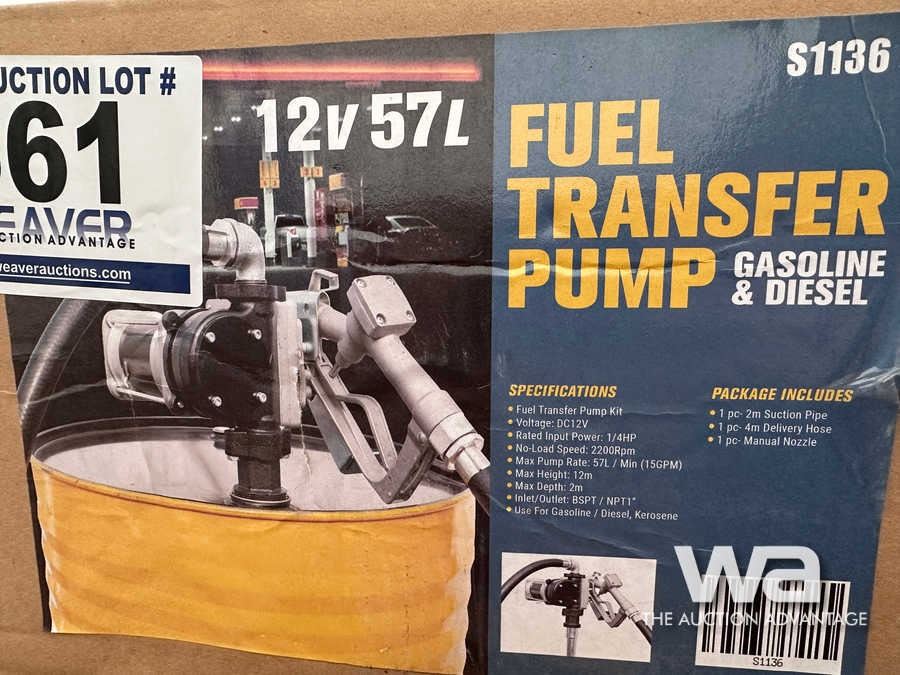 UCTION LOT #
61
EAVER
CTION ADVANTAGE
weaverauctions.com
12V 57L
S1136
FUEL
TRANSFER
PUMP
GASOLINE
& DIESEL
SPECIFICATIONS
• Fuel Transfer Pump Kit
• Voltage: DC12V
• Rated Input Power: 1/4HP
• No-Load Speed: 2200Rpm
• Max Pump Rate: 57L / Min (15GPM)
• Max Height: 12m
• Max Depth: 2m
• Inlet/Outlet: BSPT / NPT1"
• Use For Gasoline / Diesel, Kerosene
PACKAGE INCLUDES
• 1 pc- 2m Suction Pipe
• 1 pc- 4m Delivery Hose
• 1 pc- Manual Nozzle
wa
THE AUCTION ADVANTAGE
S1136